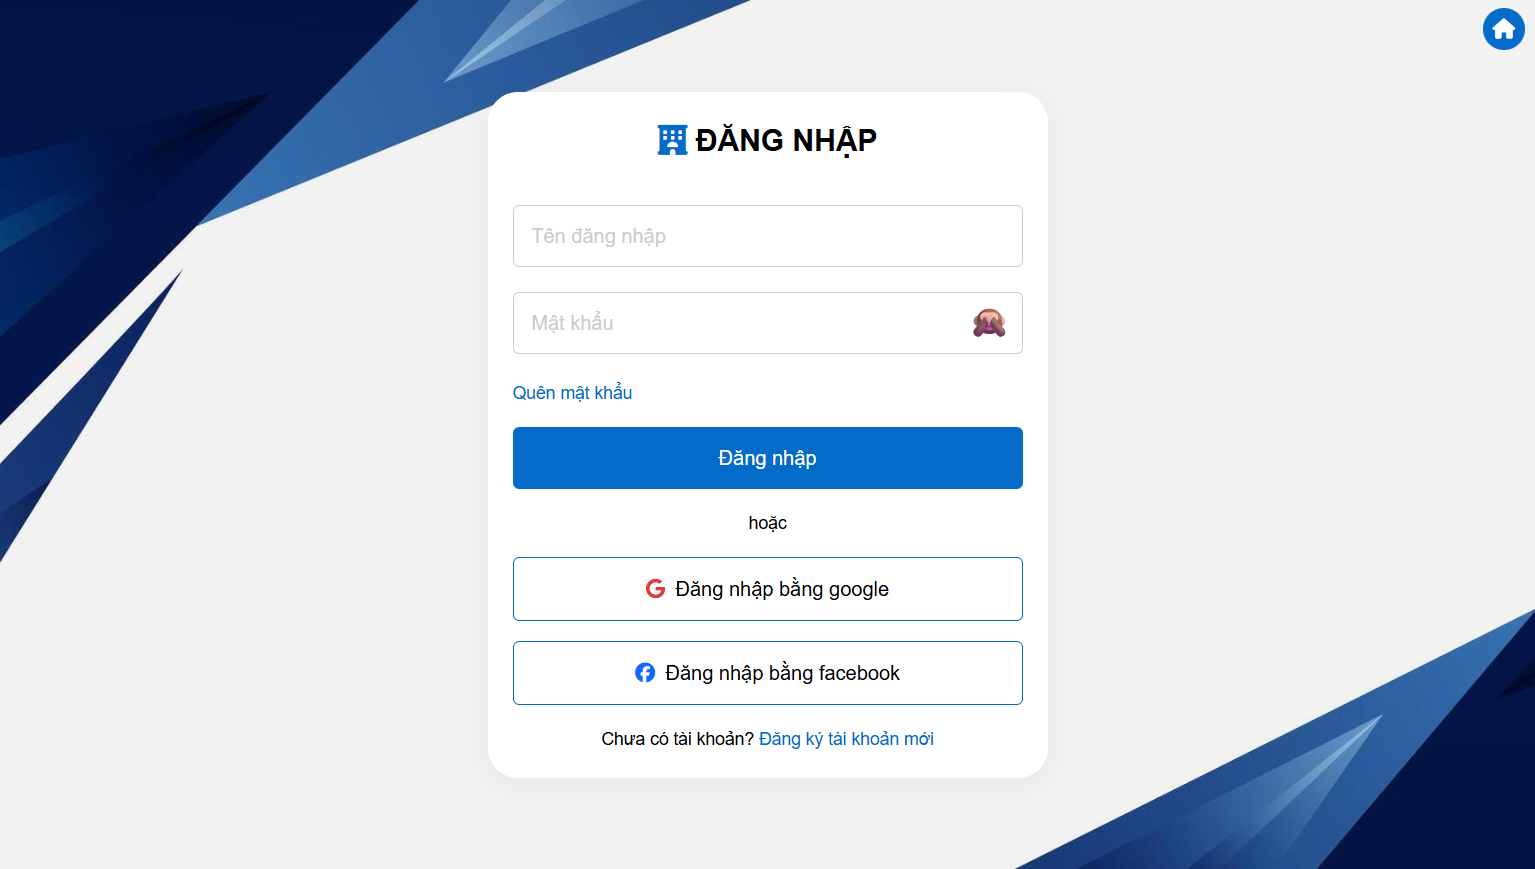 ĐĂNG NHẬP
Tên đăng nhập
Mật khẩu
Quên mật khẩu
Đăng nhập
hoặc
Đăng nhập bằng google
Đăng nhập bằng facebook
Chưa có tài khoản? Đăng ký tài khoản mới